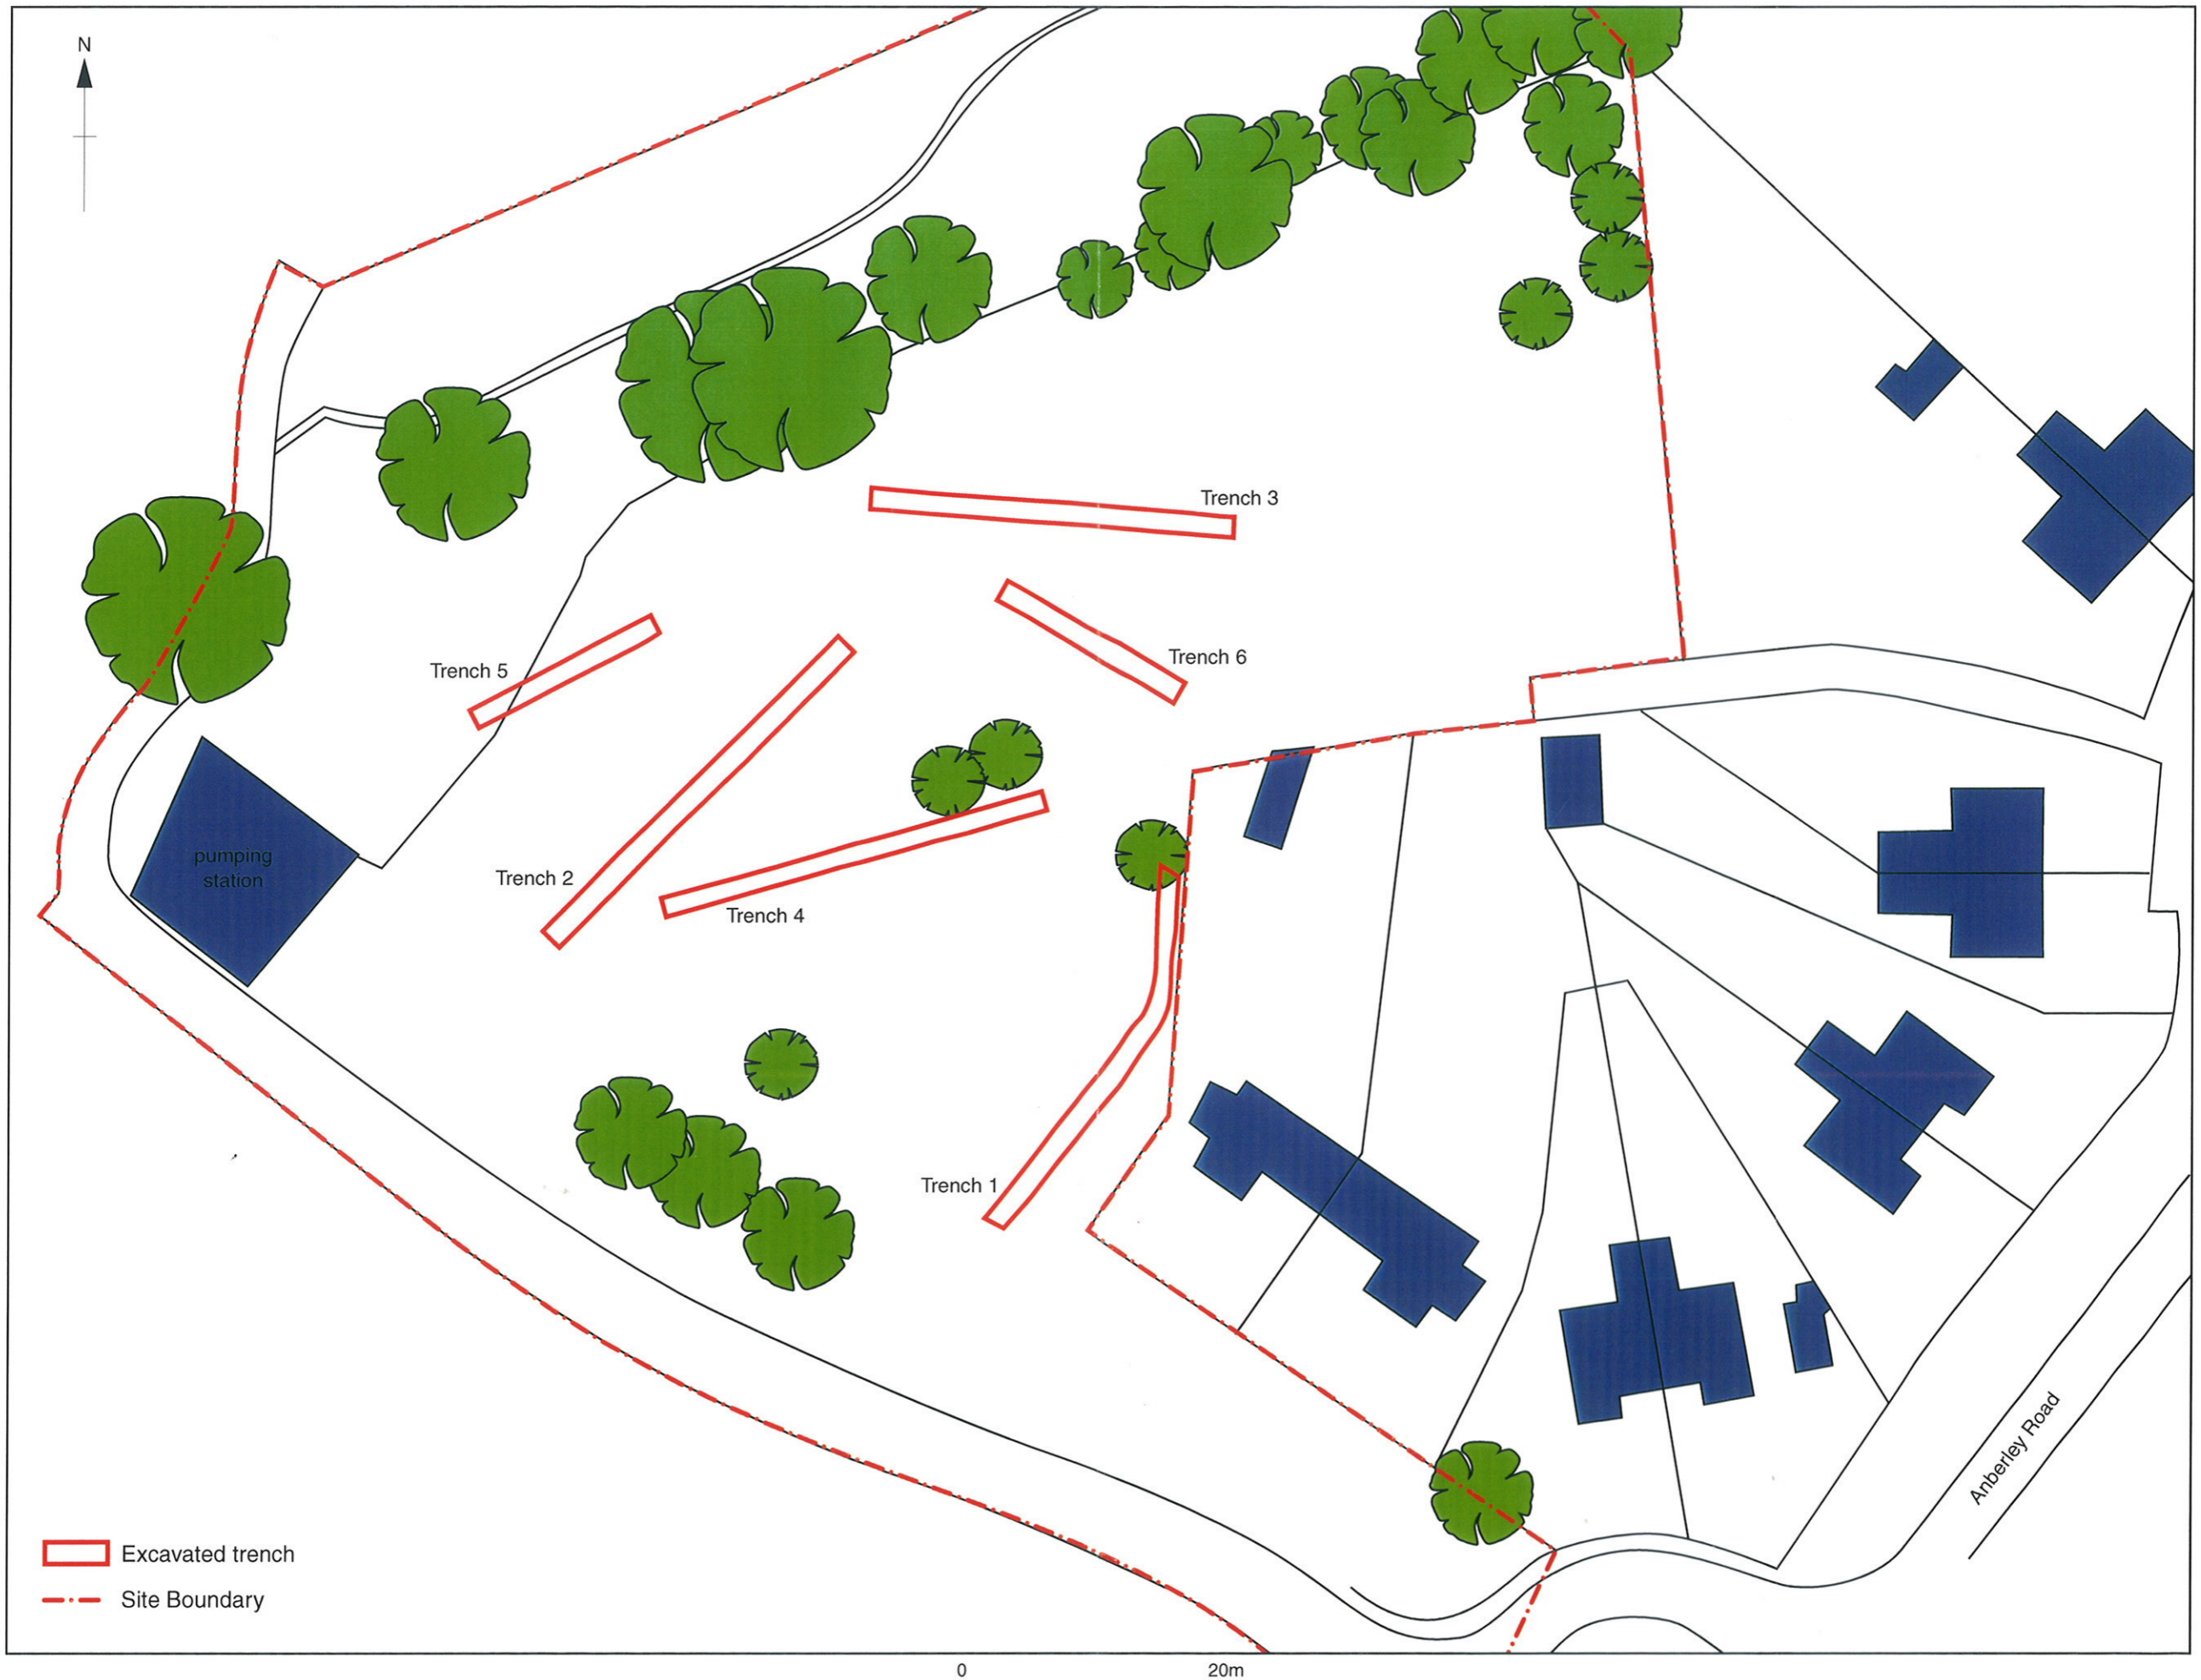 N
Trench 3
Trench 5
Trench 6
pumping
station
Trench 2
Trench 4
Trench 1
Anberley Road
Excavated trench
Site Boundary
0
20m